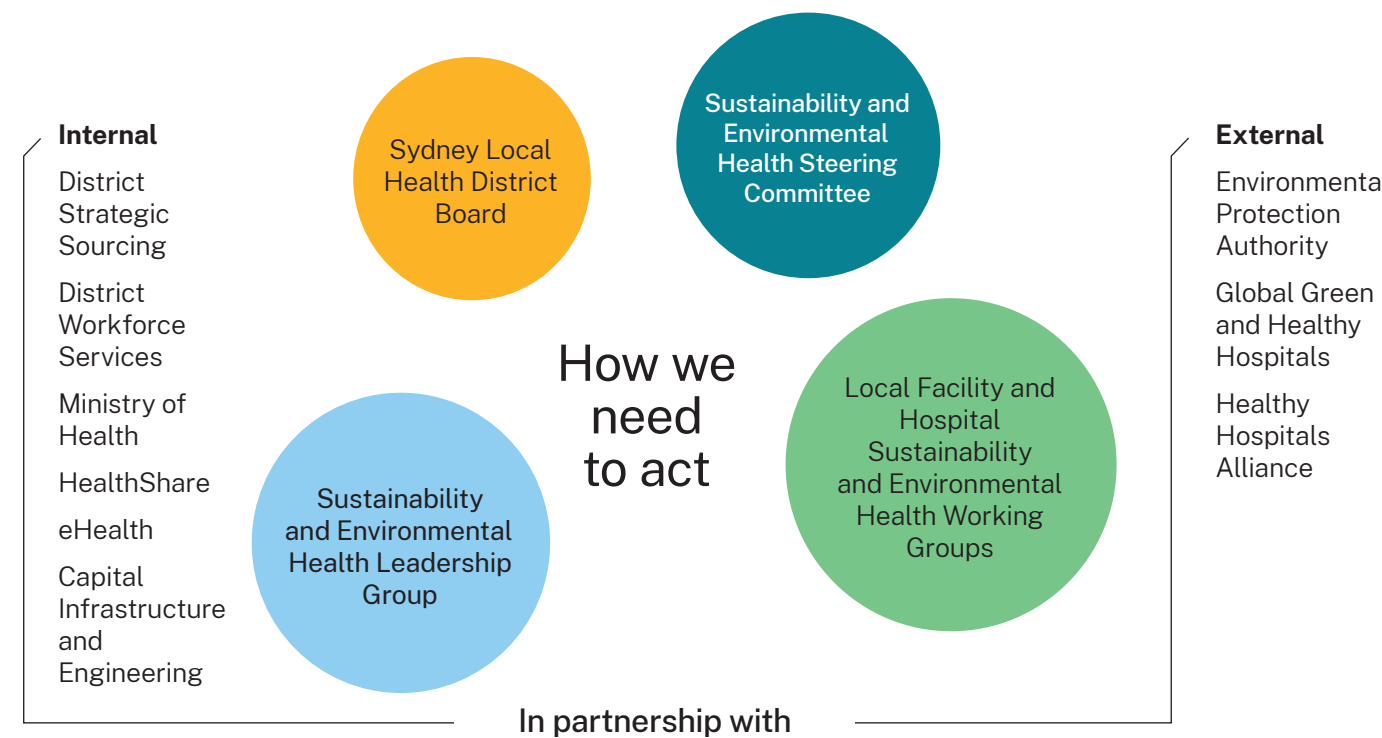 Internal
District
Strategic
Sourcing
District
Workforce
Services
Ministry of
Health
HealthShare
eHealth
Capital
Infrastructure
and
Engineering
Sydney Local
Health District
Board
Sustainability and
Environmental
Health Steering
Committee
How we
need
to act
Sustainability
and Environmental
Health Leadership
Group
Local Facility and
Hospital
Sustainability
and Environmental
Health Working
Groups
External
Environmenta
Protection
Authority
Global Green
and Healthy
Hospitals
Healthy
Hospitals
Alliance
In partnership with